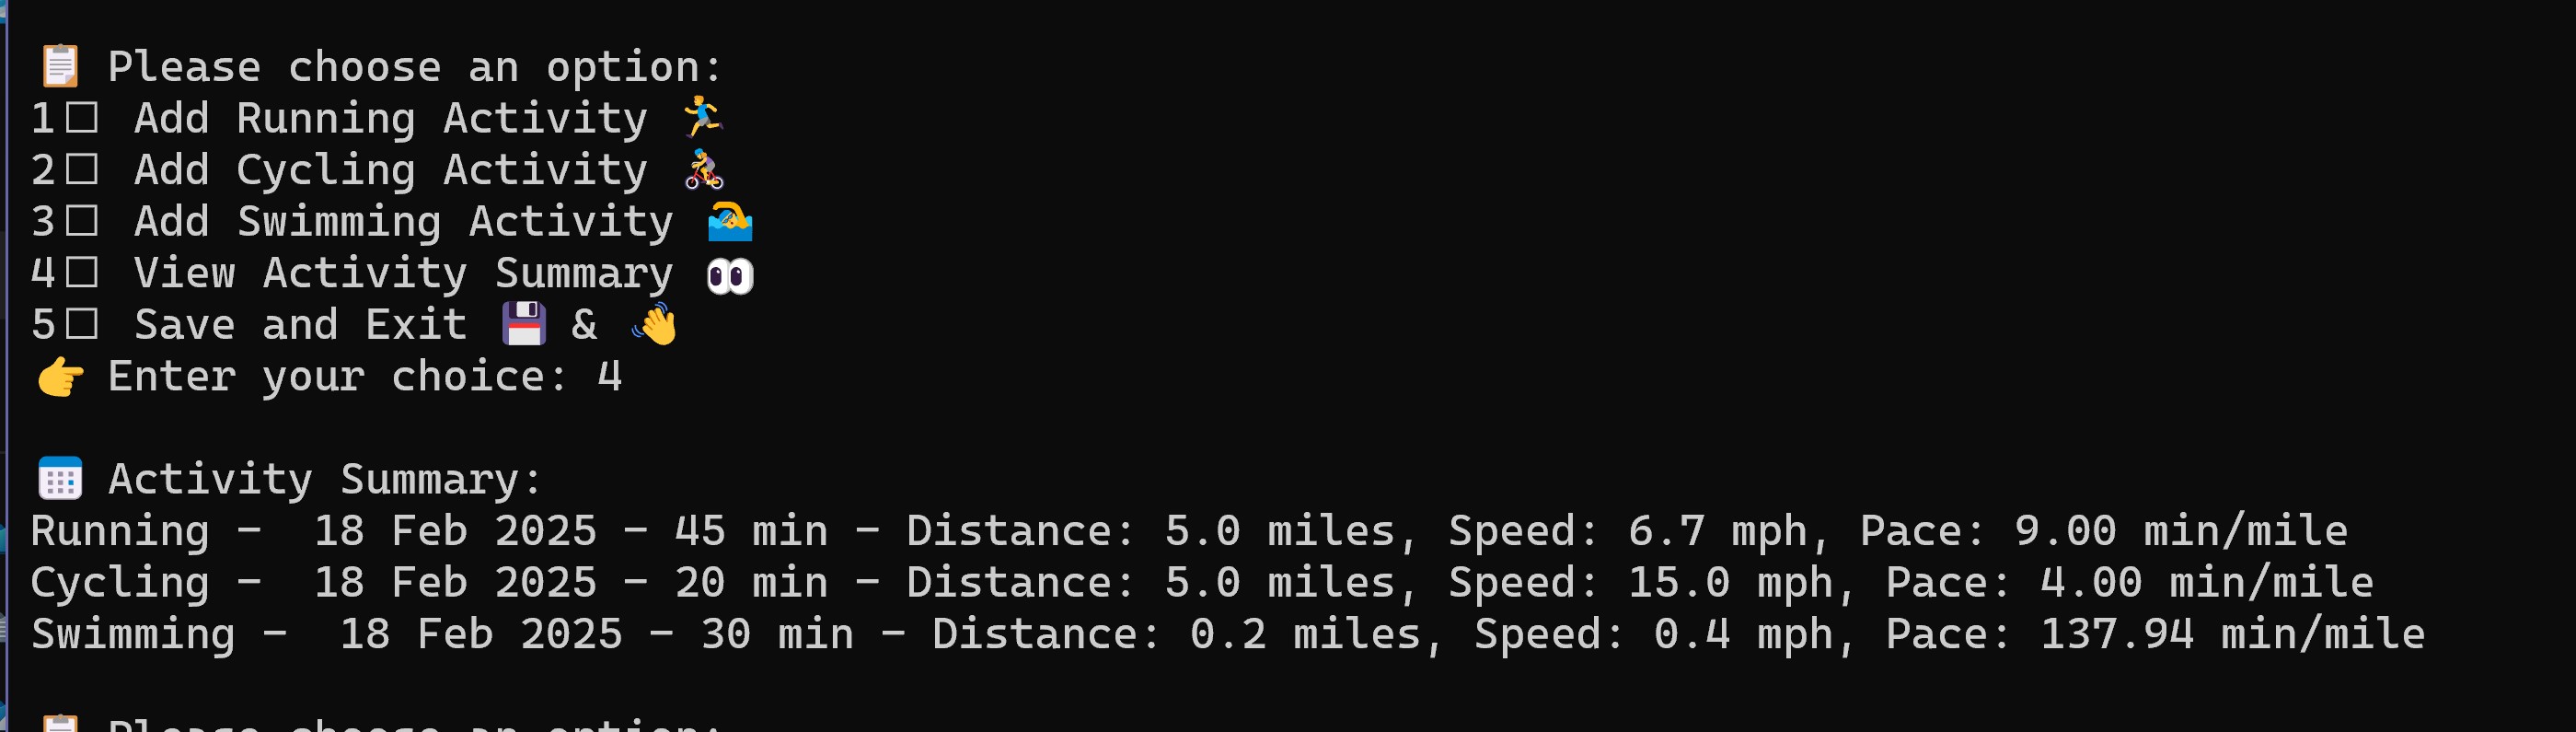 📋 Please choose an option:
1☐ Add Running Activity 🏃‍♂️
2☐ Add Cycling Activity 🚴
3☐ Add Swimming Activity 🏊
4☐ View Activity Summary 👀
5☐ Save and Exit 💾 & 👋
👉 Enter your choice: 4
📅 Activity Summary:
Running -  18 Feb 2025 - 45 min - Distance: 5.0 miles, Speed: 6.7 mph, Pace: 9.00 min/mile
Cycling -  18 Feb 2025 - 20 min - Distance: 5.0 miles, Speed: 15.0 mph, Pace: 4.00 min/mile
Swimming -  18 Feb 2025 - 30 min - Distance: 0.2 miles, Speed: 0.4 mph, Pace: 137.94 min/mile
📋 Please choose an option: